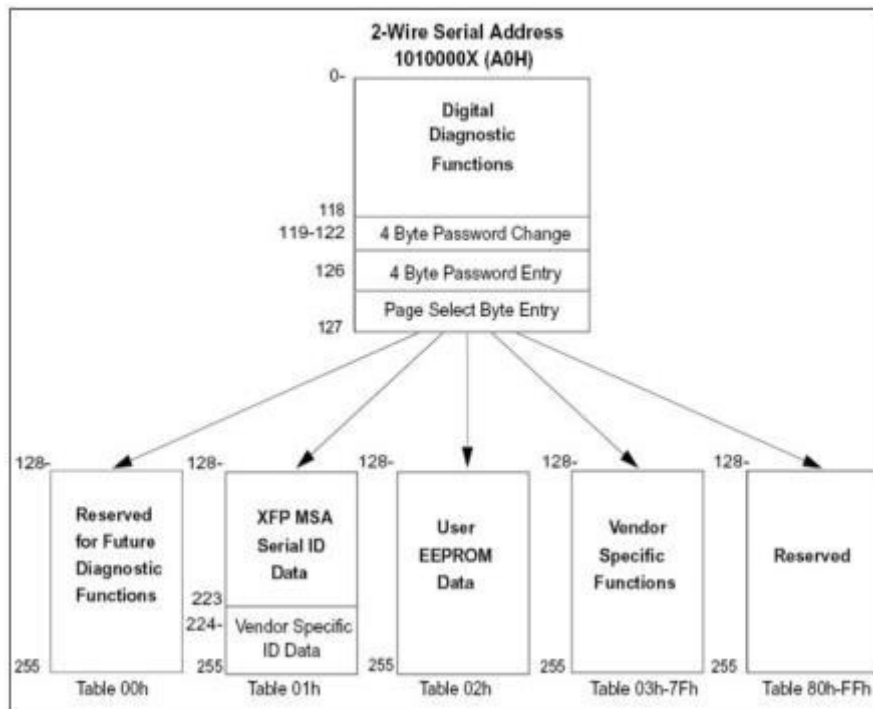 2-Wire Serial Address
1010000X (A0H)
0-
Digital
Diagnostic
Functions
118
119-122
4 Byte Password Change
126
4 Byte Password Entry
Page Select Byte Entry
127
128-
Reserved
for Future
Diagnostic
Functions
255
Table 00h
128-
XFP MSA
Serial ID
Data
223
224-
Vendor Specific
ID Data
255
Table 01h
128-
User
EEPROM
Data
255
Table 02h
128-
Vendor
Specific
Functions
255
Table 03h-7Fh
128-
Reserved
255
Table 80h-FFh